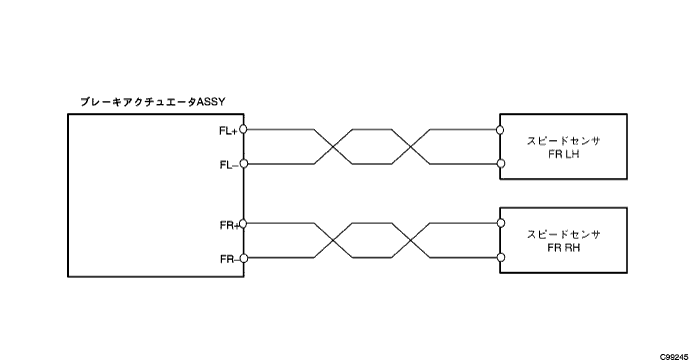 ブレーキアクチュエータASSY
FL+
FL−
FR+
FR−
スピードセンサ
FR LH
スピードセンサ
FR RH
C99245